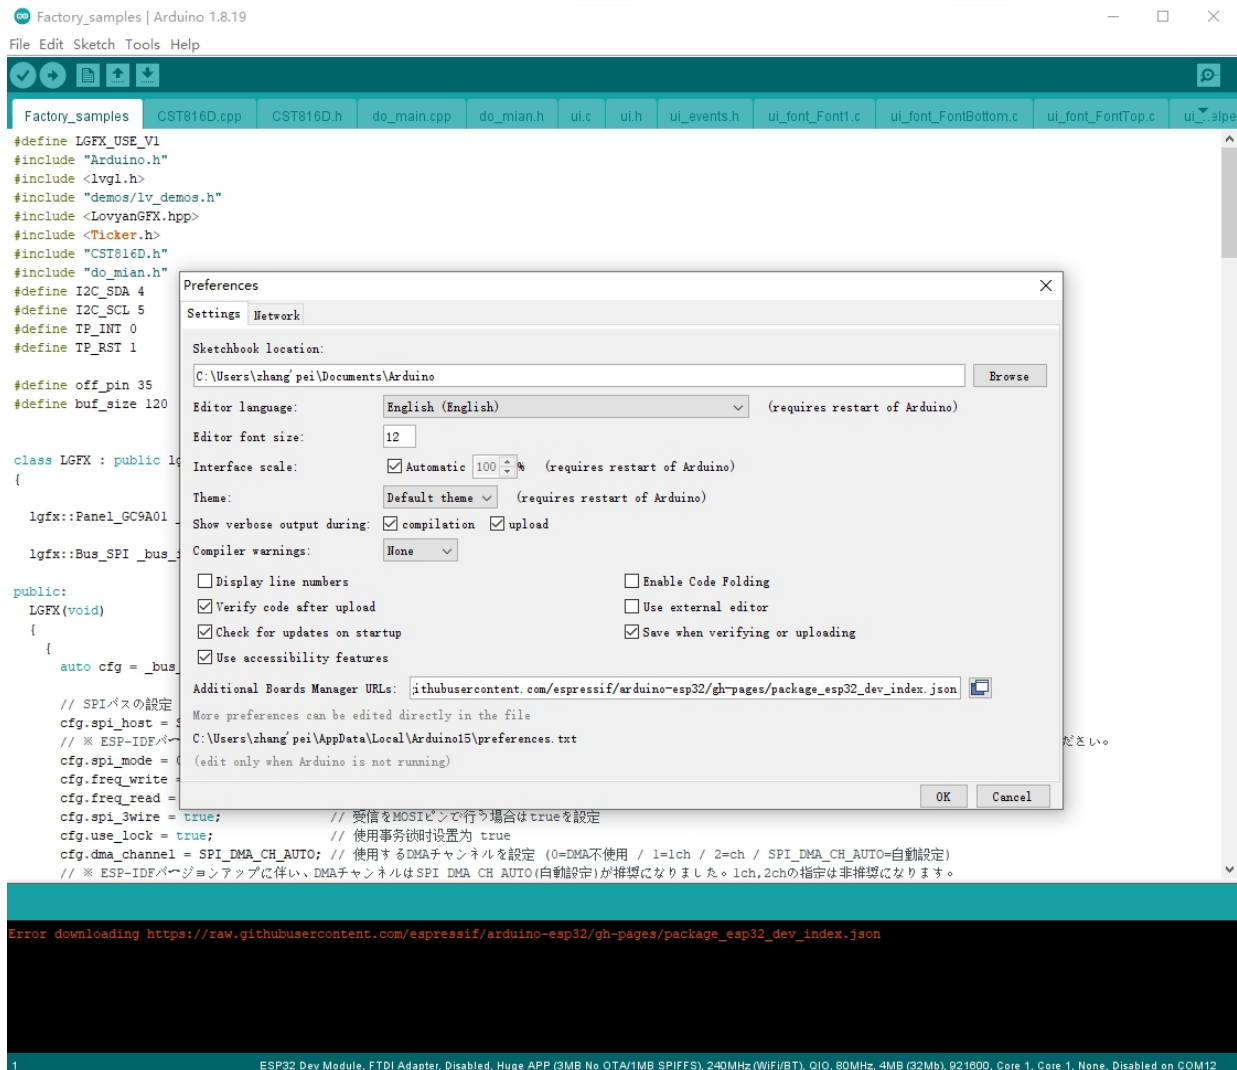 Factory_samples | Arduino 1.8.19
File Edit Sketch Tools Help
Factory_samples CST816D.cpp CST816D.h do_main.cpp do_mian.h ui.c ui.h ui_events.h ui_font_Font1.c ui_font_FontBottom.c ui_font_FontTop.c
#define LGFX_USE_V1
#include "Arduino.h"
#include <lvgl.h>
#include "demos/lv_demos.h"
#include <LovyanGFX.hpp>
#include <Ticker.h>
#include "CST816D.h"
#include "do_mian.h"
#define I2C_SDA 4
#define I2C_SCL 5
#define TP_INT 0
#define TP_RST 1
#define off_pin 35
#define buf_size 120
class LGFX : public
{
lgfx::Panel_GC9A01
lgfx::Bus_SPI
public:
LGFX(void)
{
{
auto cfg = _bus_
// SPIバスの設定
cfg.spi_host =
// ※ ESP-IDFバー ださい。
cfg.spi_mode =
cfg.freq_write =
cfg.freq_read =
cfg.spi_3wire = true; // 受信をMOSIピンで行う場合はtrueを設定
cfg.use_lock = true; // 使用事务锁时设置为 true
cfg.dma_channel = SPI_DMA_CH_AUTO; // 使用するDMAチャンネルを設定 (0=DMA不使用 / 1=1ch / 2=ch / SPI_DMA_CH_AUTO=自動設定)
// ※ ESP-IDFバージョンアップに伴い、DMAチャンネルはSPI_DMA_CH_AUTO(自動設定)が推奨になりました。1ch,2chの指定は非推奨になります。
Preferences
Settings Network
Sketchbook location:
C:\Users\zhang'pei\Documents\Arduino Browse
Editor language: English (English) (requires restart of Arduino)
Editor font size: 12
Interface scale: Automatic 100 % (requires restart of Arduino)
Theme: Default theme (requires restart of Arduino)
Show verbose output during: compilation upload
Compiler warnings: None
Display line numbers Enable Code Folding
Verify code after upload Use external editor
Check for updates on startup Save when verifying or uploading
Use accessibility features
Additional Boards Manager URLs: ithubusercontent.com/espressif/arduino-esp32/gh-pages/package_esp32_dev_index.json
More preferences can be edited directly in the file
C:\Users\zhang'pei\AppData\Local\Arduino15\preferences.txt
(edit only when Arduino is not running)
OK Cancel
Error downloading https://raw.githubusercontent.com/espressif/arduino-esp32/gh-pages/package_esp32_dev_index.json
1 ESP32 Dev Module, FTDI Adapter, Disabled, Huge APP (3MB No OTA/1MB SPIFFS), 240MHz (WiFi/BT), QIO, 80MHz, 4MB (32Mb), 921600, Core 1, Core 1, None, Disabled on COM12